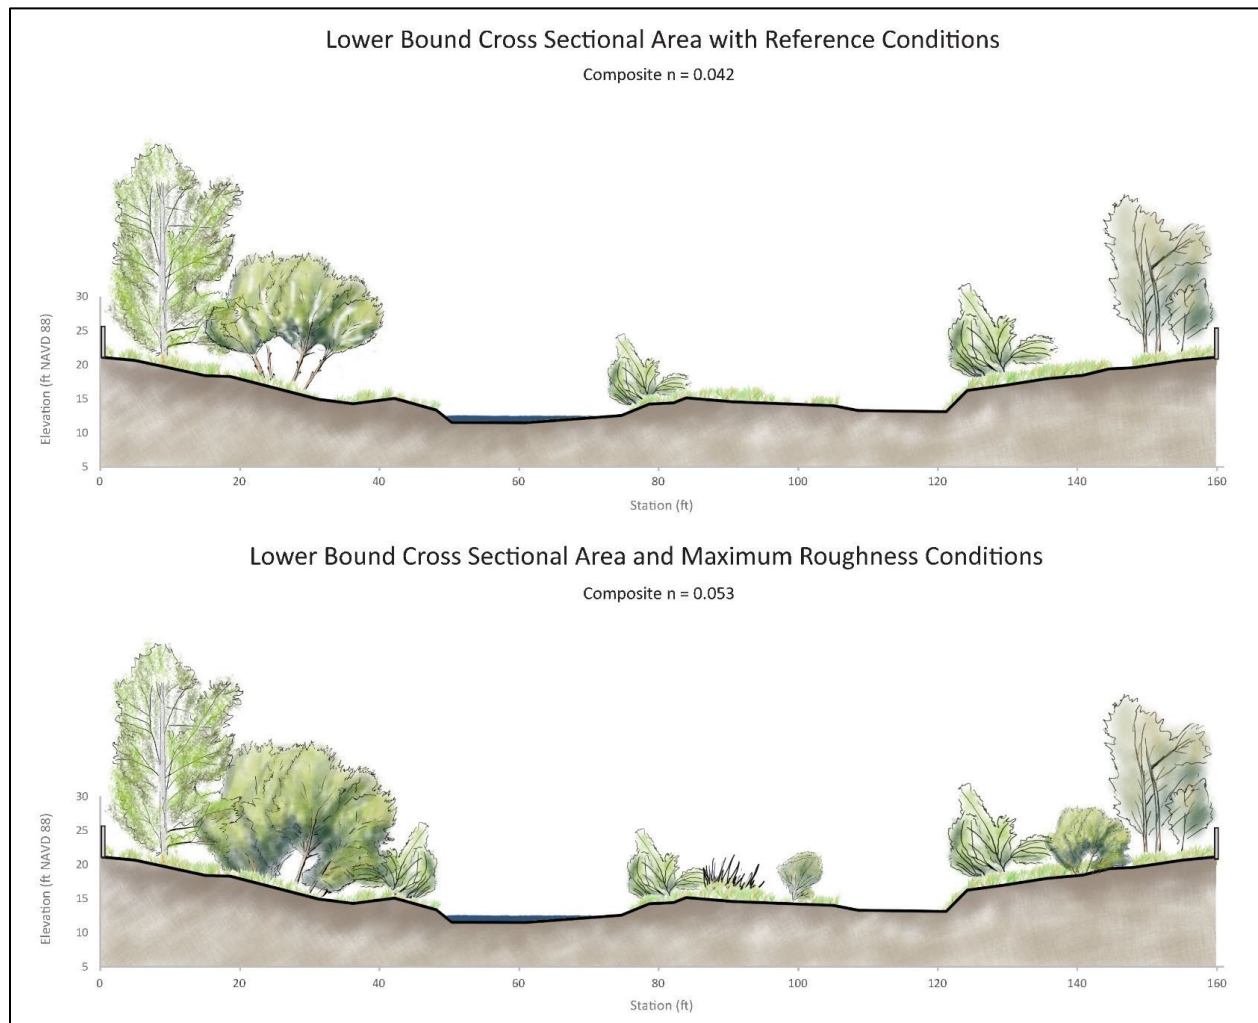 Lower Bound Cross Sectional Area with Reference Conditions
Composite n = 0.042
30
25
20
15
10
5
Elevation (ft NAVD 88)
0 20 40 60 80 100 120 140 160
Station (ft)
Lower Bound Cross Sectional Area and Maximum Roughness Conditions
Composite n = 0.053
30
25
20
15
10
5
Elevation (ft NAVD 88)
0 20 40 60 80 100 120 140 160
Station (ft)